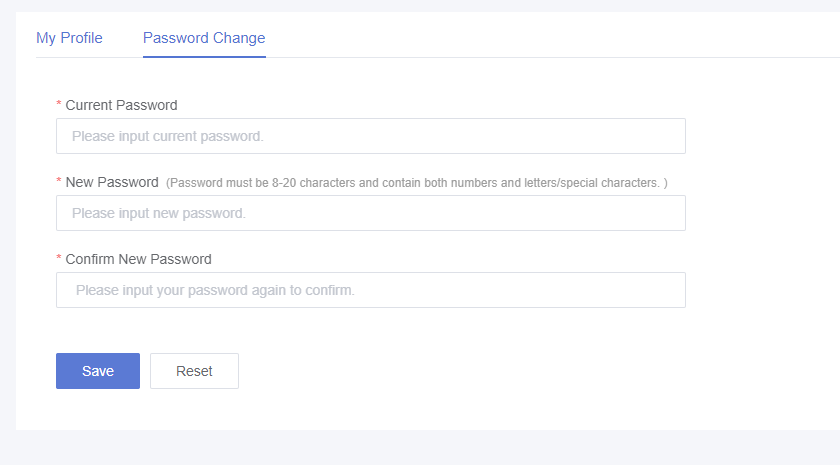 My Profile Password Change
* Current Password
Please input current password.
* New Password (Password must be 8-20 characters and contain both numbers and letters/special characters. )
Please input new password.
* Confirm New Password
Please input your password again to confirm.
Save Reset